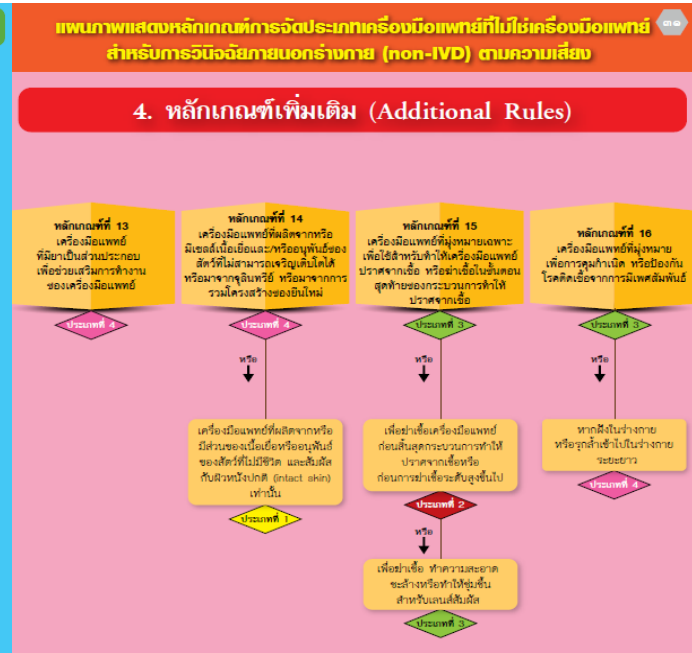 แผนภาพแสดงหลักเกณฑ์การจัดประเภทเครื่องมือแพทย์ที่ไม่ใช่เครื่องมือแพทย์
๓๑
สำหรับการวินิจฉัยภายนอกร่างกาย (non-IVD) ตามความเสี่ยง
4. หลักเกณฑ์เพิ่มเติม (Additional Rules)
หลักเกณฑ์ที่ 13
เครื่องมือแพทย์
ที่มียาเป็นส่วนประกอบ
เพื่อช่วยเสริมการทำงาน
ของเครื่องมือแพทย์
ประเภทที่ 4
หลักเกณฑ์ที่ 14
เครื่องมือแพทย์ที่ผลิตจากหรือ
มีเซลล์เนื้อเยื่อและ/หรืออนุพันธ์ของ
สัตว์ที่ไม่สามารถเจริญเติบโตได้
หรือมาจากจุลินทรีย์ หรือมาจากการ
รวมโครงสร้างของยีนใหม่
ประเภทที่ 4
หรือ
เครื่องมือแพทย์ที่ผลิตจากหรือ
มีส่วนของเนื้อเยื่อหรืออนุพันธ์
ของสัตว์ที่ไม่มีชีวิต และสัมผัส
กับผิวหนังปกติ (intact skin)
เท่านั้น
ประเภทที่ 1
หลักเกณฑ์ที่ 15
เครื่องมือแพทย์ที่มุ่งหมายเฉพาะ
เพื่อใช้สำหรับทำให้เครื่องมือแพทย์
ปราศจากเชื้อ หรือฆ่าเชื้อในขั้นตอน
สุดท้ายของกระบวนการทำให้
ปราศจากเชื้อ
ประเภทที่ 3
หรือ
เพื่อฆ่าเชื้อเครื่องมือแพทย์
ก่อนสิ้นสุดกระบวนการทำให้
ปราศจากเชื้อหรือ
ก่อนการฆ่าเชื้อระดับสูงขึ้นไป
ประเภทที่ 2
หรือ
เพื่อฆ่าเชื้อ ทำความสะอาด
ชะล้างหรือทำให้ชุ่มชื้น
สำหรับเลนส์สัมผัส
ประเภทที่ 3
หลักเกณฑ์ที่ 16
เครื่องมือแพทย์ที่มุ่งหมาย
เพื่อการคุมกำเนิด หรือป้องกัน
โรคติดเชื้อจากการมีเพศสัมพันธ์
ประเภทที่ 3
หรือ
หากฝังในร่างกาย
หรือรุกล้ำเข้าไปในร่างกาย
ระยะยาว
ประเภทที่ 4